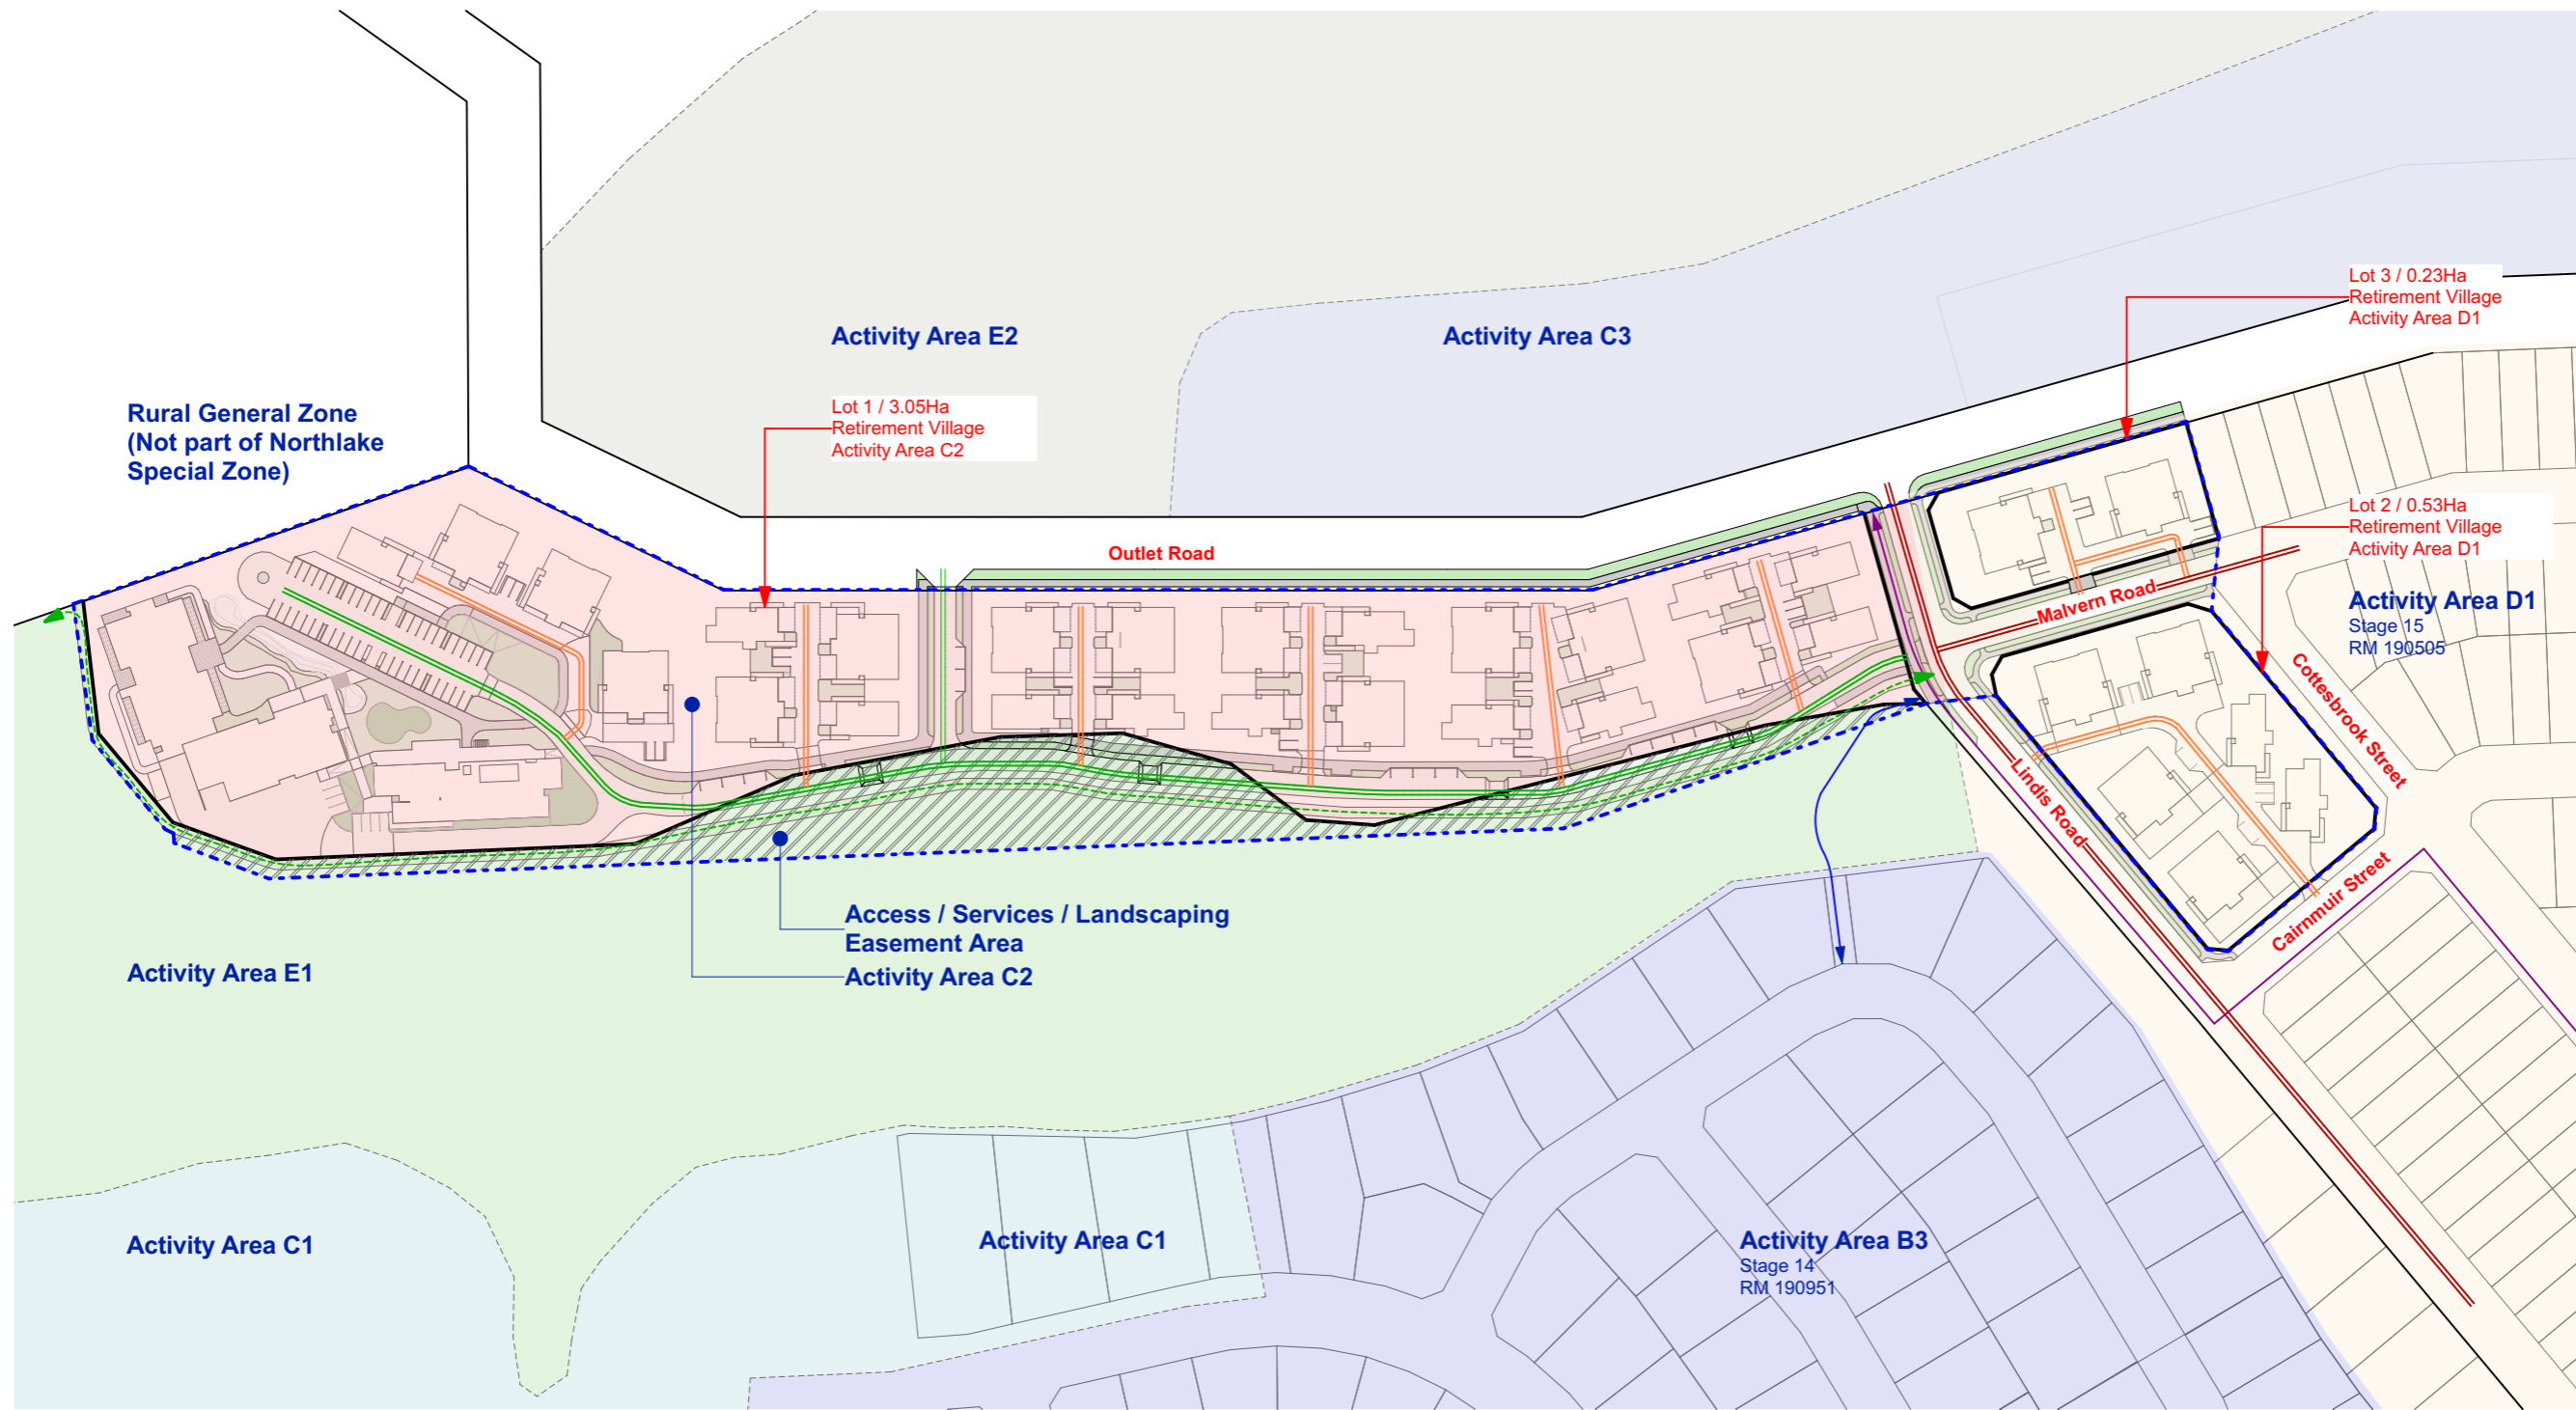 Lot 3 / 0.23Ha
Retirement Village
Activity Area D1
Activity Area E2
Activity Area C3
Rural General Zone
(Not part of Northlake
Special Zone)
Lot 1 / 3.05Ha
Retirement Village
Activity Area C2
Lot 2 / 0.53Ha
Retirement Village
Activity Area D1
Outlet Road
Malvern Road
Activity Area D1
Stage 15
RM 190505
Cottesbrook Street
Lindis Road
Cairnmuir Street
Access / Services / Landscaping
Easement Area
Activity Area C2
Activity Area E1
Activity Area C1
Activity Area C1
Activity Area B3
Stage 14
RM 190951